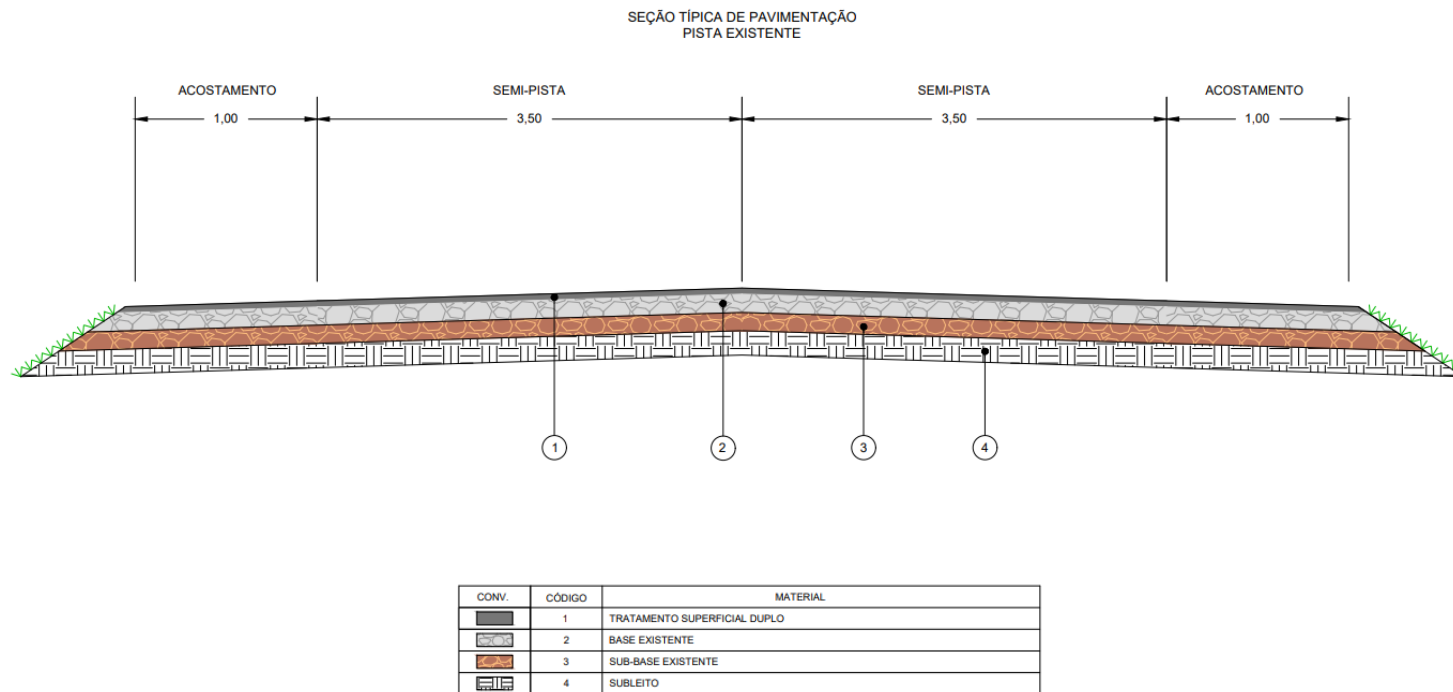 SEÇÃO TÍPICA DE PAVIMENTAÇÃO
PISTA EXISTENTE
ACOSTAMENTO SEMI-PISTA SEMI-PISTA ACOSTAMENTO
1,00 3,50 3,50 1,00
1 2 3 4
CONV. CÓDIGO MATERIAL
1 TRATAMENTO SUPERFICIAL DUPLO
2 BASE EXISTENTE
3 SUB-BASE EXISTENTE
4 SUBLEITO